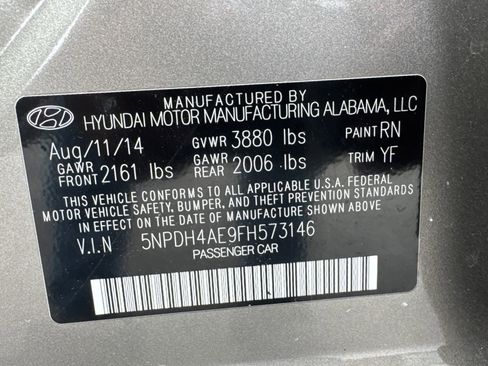 MANUFACTURED BY
HYUNDAI MOTOR MANUFACTURING ALABAMA, LLC
Aug/11/14 GVWR 3880 lbs PAINT RN
GAWR FRONT 2161 lbs GAWR REAR 2006 lbs TRIM YF
THIS VEHICLE CONFORMS TO ALL APPLICABLE U.S.A. FEDERAL
MOTOR VEHICLE SAFETY, BUMPER, AND THEFT PREVENTION STANDARDS
IN EFFECT ON THE DATE OF MANUFACTURE SHOWN ABOVE.
V.I.N 5NPDH4AE9FH573146
PASSENGER CAR